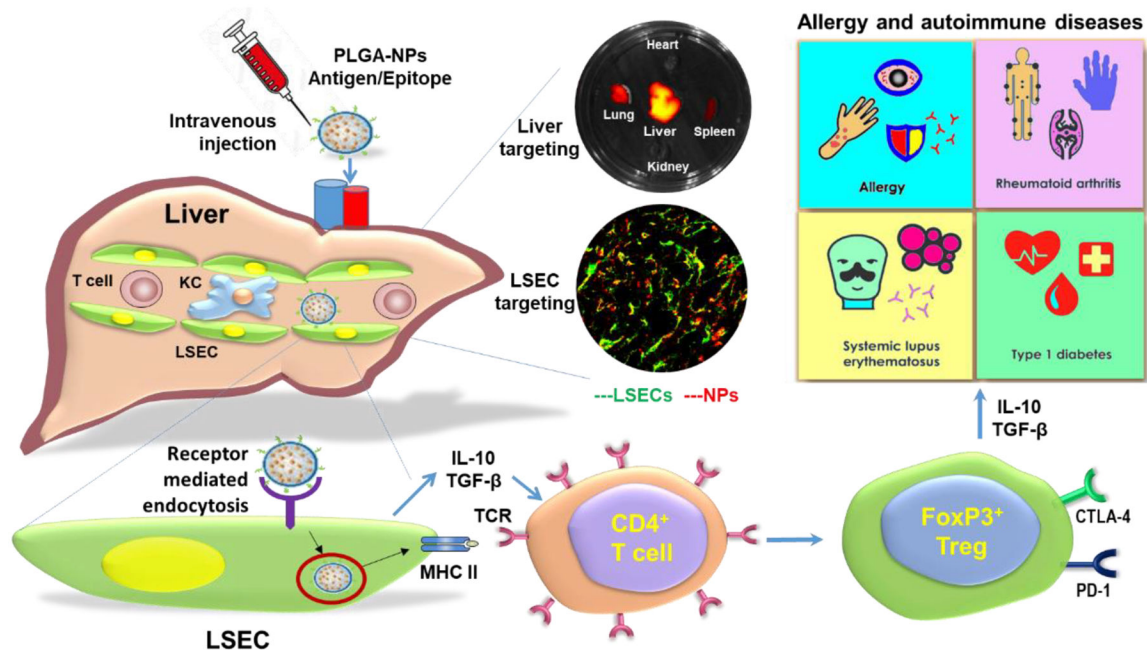 Allergy and autoimmune diseases
PLGA-NPs
Antigen/Epitope
Intravenous
injection
Liver
targeting
Heart
Lung
Liver
Spleen
Kidney
Allergy
Rheumatoid arthritis
Systemic lupus
erythematosus
Type 1 diabetes
Liver
T cell
KC
LSEC
LSEC
targeting
---LSECs ---NPs
IL-10
TGF-β
Receptor
mediated
endocytosis
IL-10
TGF-β
TCR
MHC II
LSEC
CD4⁺
T cell
FoxP3⁺
Treg
CTLA-4
PD-1